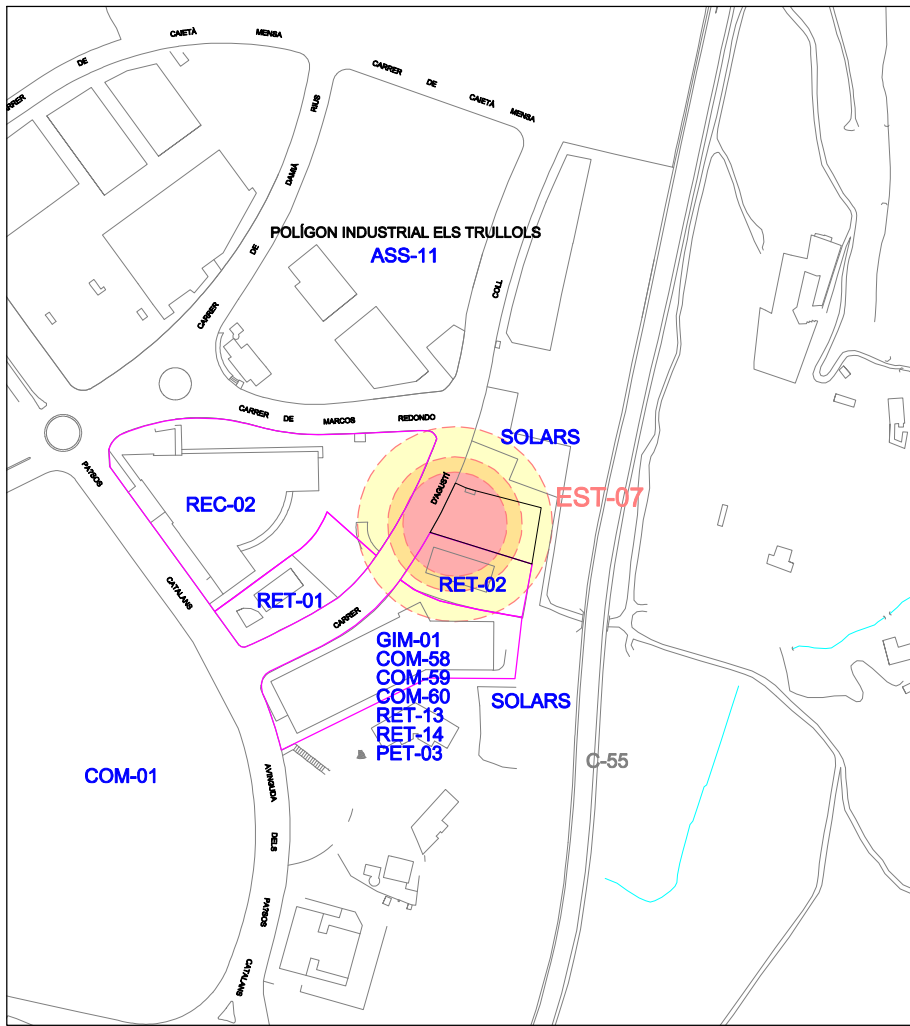 CARRER DE CAIETÀ MENSA
CARRER DE CAIETÀ MENSA
CARRER DE DAMIÀ RIUS
POLÍGON INDUSTRIAL ELS TRULLOLS
ASS-11
CARRER DE MARCOS REDONDO
CARRER D'AGUSTÍ COLL
SOLARS
EST-07
REC-02
RET-02
RET-01
GIM-01
COM-58
COM-59
COM-60
RET-13
RET-14
PET-03
SOLARS
C-55
COM-01
PA7SOS CATALANS
AVINGUDA DELS PA7SOS CATALANS